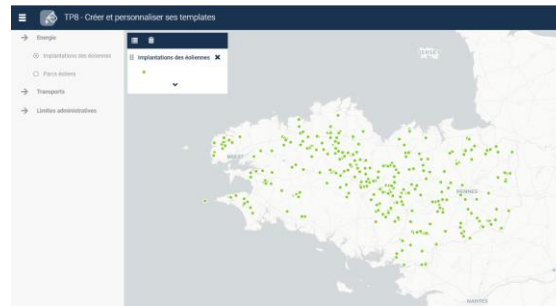 TP8 - Créer et personnaliser ses templates
Energie
Implantations des éoliennes
Parcs éoliens
Transports
Limites administratives
Implantations des éoliennes
BREST
RENNES
NANTES